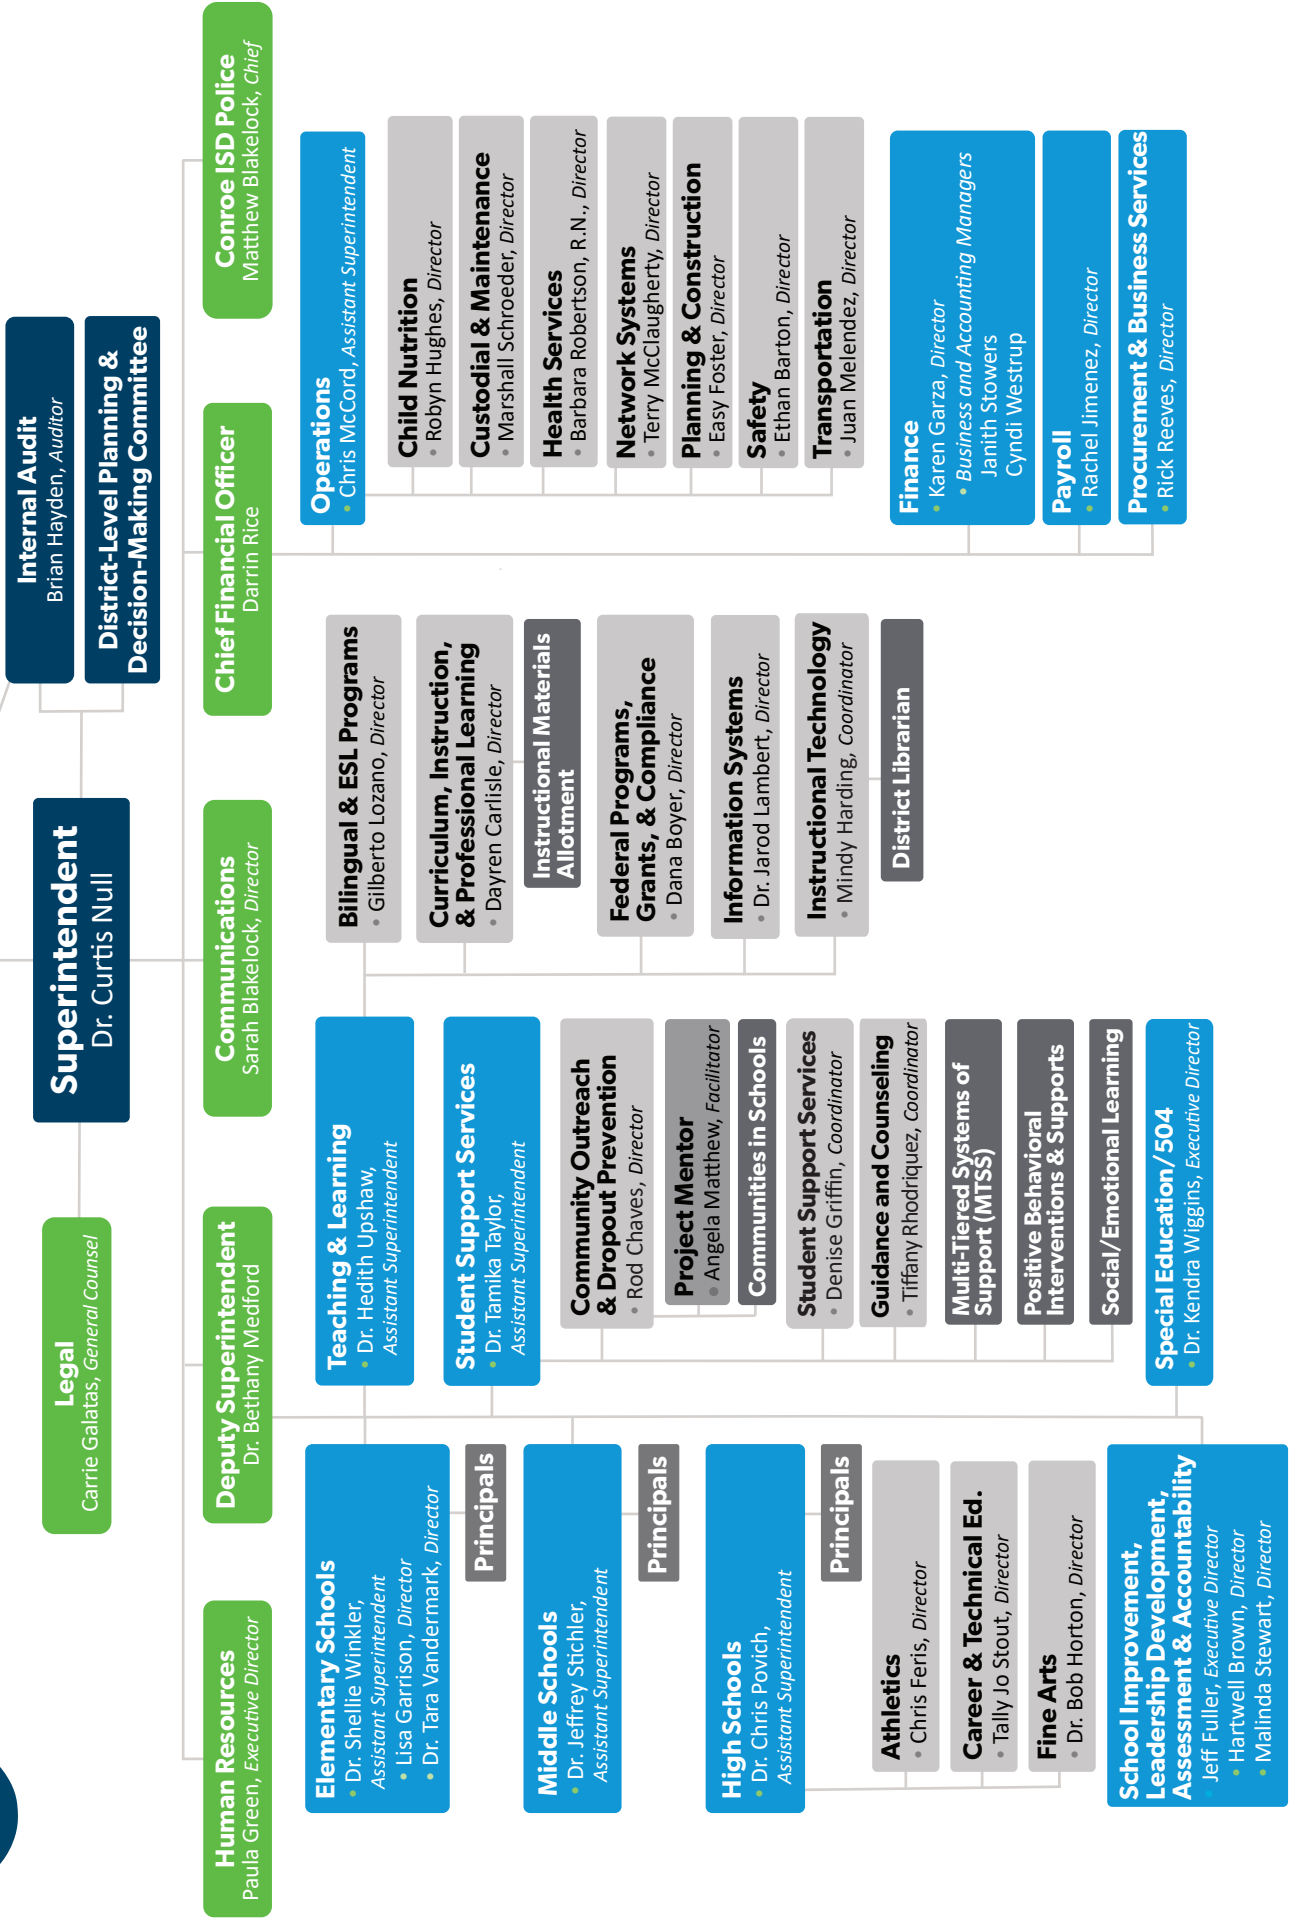 Internal Audit
Brian Hayden, Auditor
District-Level Planning &
Decision-Making Committee
Superintendent
Dr. Curtis Null
Legal
Carrie Galatas, General Counsel
Human Resources
Paula Green, Executive Director
Deputy Superintendent
Dr. Bethany Medford
Communications
Sarah Blakelock, Director
Chief Financial Officer
Darrin Rice
Conroe ISD Police
Matthew Blakelock, Chief
Elementary Schools
• Dr. Shellie Winkler,
Assistant Superintendent
• Lisa Garrison, Director
• Dr. Tara Vandermark, Director
Principals
Middle Schools
• Dr. Jeffrey Stichler,
Assistant Superintendent
Principals
High Schools
• Dr. Chris Povich,
Assistant Superintendent
Principals
Athletics
• Chris Feris, Director
Career & Technical Ed.
• Tally Jo Stout, Director
Fine Arts
• Dr. Bob Horton, Director
School Improvement,
Leadership Development,
Assessment & Accountability
• Jeff Fuller, Executive Director
• Hartwell Brown, Director
• Malinda Stewart, Director
Teaching & Learning
• Dr. Hedith Upshaw,
Assistant Superintendent
Student Support Services
• Dr. Tamika Taylor,
Assistant Superintendent
Community Outreach
& Dropout Prevention
• Rod Chaves, Director
Project Mentor
• Angela Matthew, Facilitator
Communities in Schools
Student Support Services
• Denise Griffin, Coordinator
Guidance and Counseling
• Tiffany Rhodriquez, Coordinator
Multi-Tiered Systems of
Support (MTSS)
Positive Behavioral
Interventions & Supports
Social/Emotional Learning
Special Education/504
• Dr. Kendra Wiggins, Executive Director
Bilingual & ESL Programs
• Gilberto Lozano, Director
Curriculum, Instruction,
& Professional Learning
• Dayren Carlisle, Director
Instructional Materials
Allotment
Federal Programs,
Grants, & Compliance
• Dana Boyer, Director
Information Systems
• Dr. Jarod Lambert, Director
Instructional Technology
• Mindy Harding, Coordinator
District Librarian
Operations
• Chris McCord, Assistant Superintendent
Child Nutrition
• Robyn Hughes, Director
Custodial & Maintenance
• Marshall Schroeder, Director
Health Services
• Barbara Robertson, R.N., Director
Network Systems
• Terry McClaugherty, Director
Planning & Construction
• Easy Foster, Director
Safety
• Ethan Barton, Director
Transportation
• Juan Melendez, Director
Finance
• Karen Garza, Director
• Business and Accounting Managers
Janith Stowers
Cyndi Westrup
Payroll
• Rachel Jimenez, Director
Procurement & Business Services
• Rick Reeves, Director